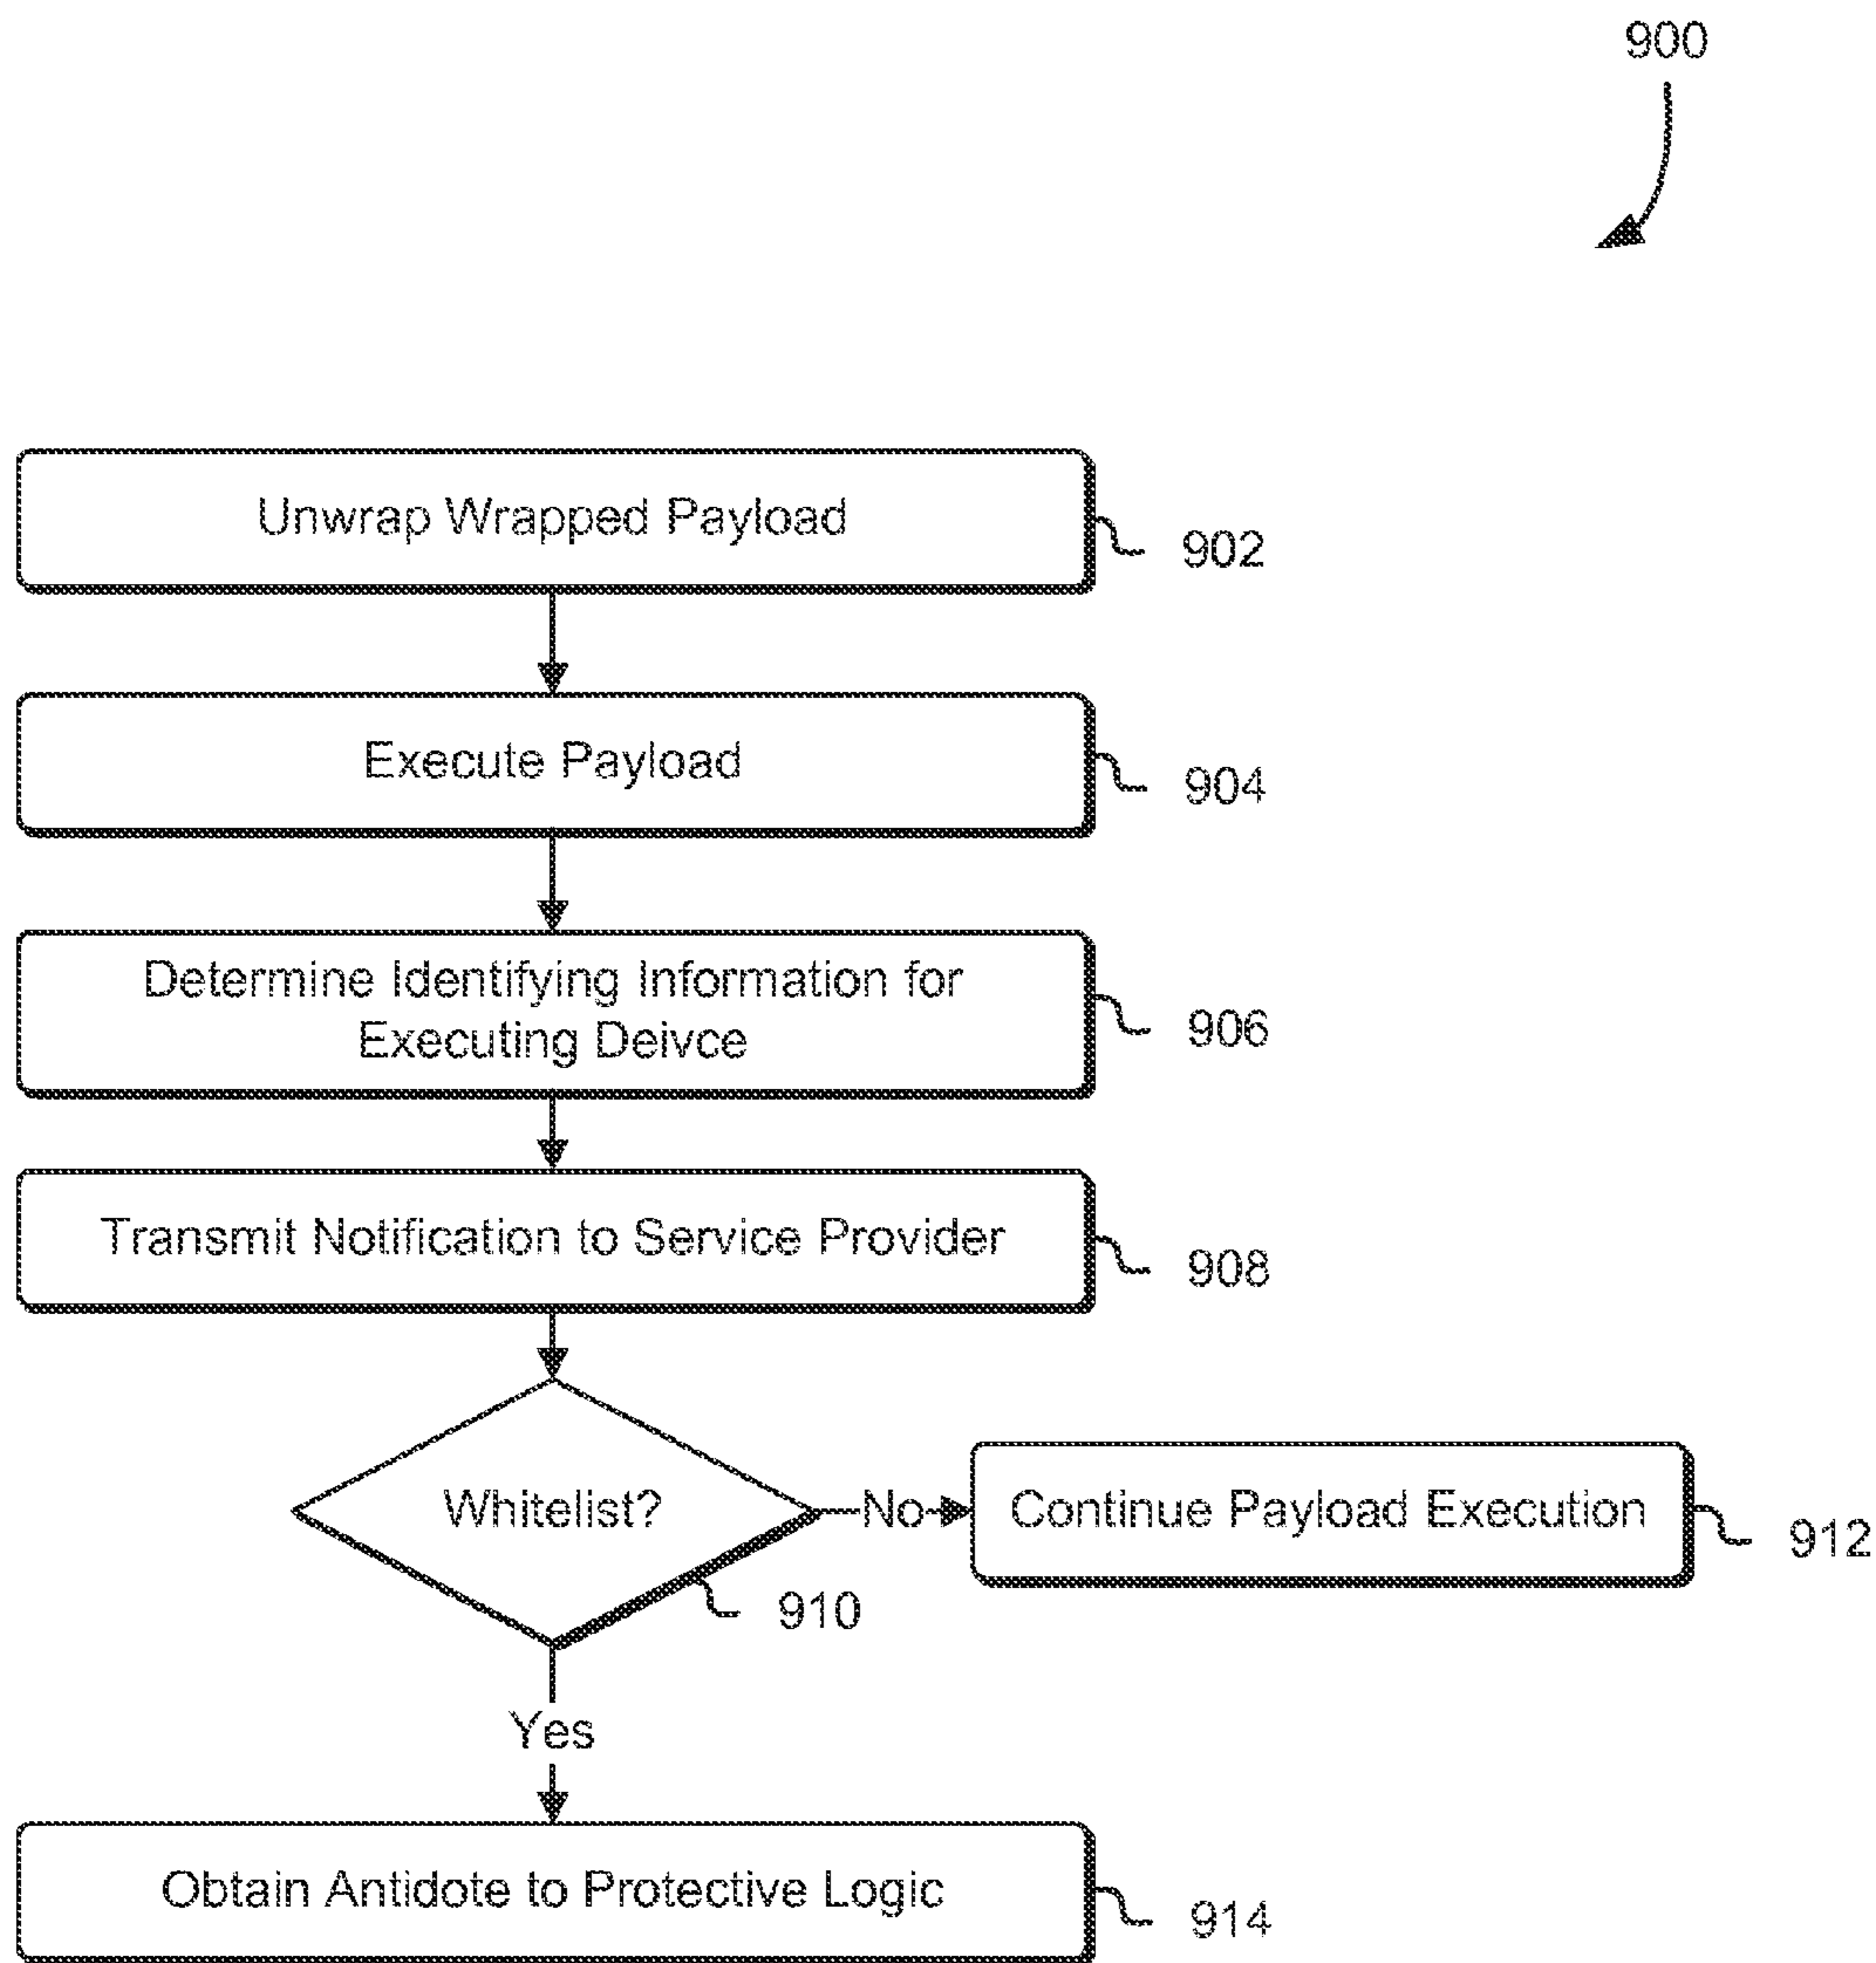 900
Unwrap Wrapped Payload
902
Execute Payload
904
Determine Identifying Information for
Executing Deivce
906
Transmit Notification to Service Provider
908
Whitelist?
No
Continue Payload Execution
912
910
Yes
Obtain Antidote to Protective Logic
914